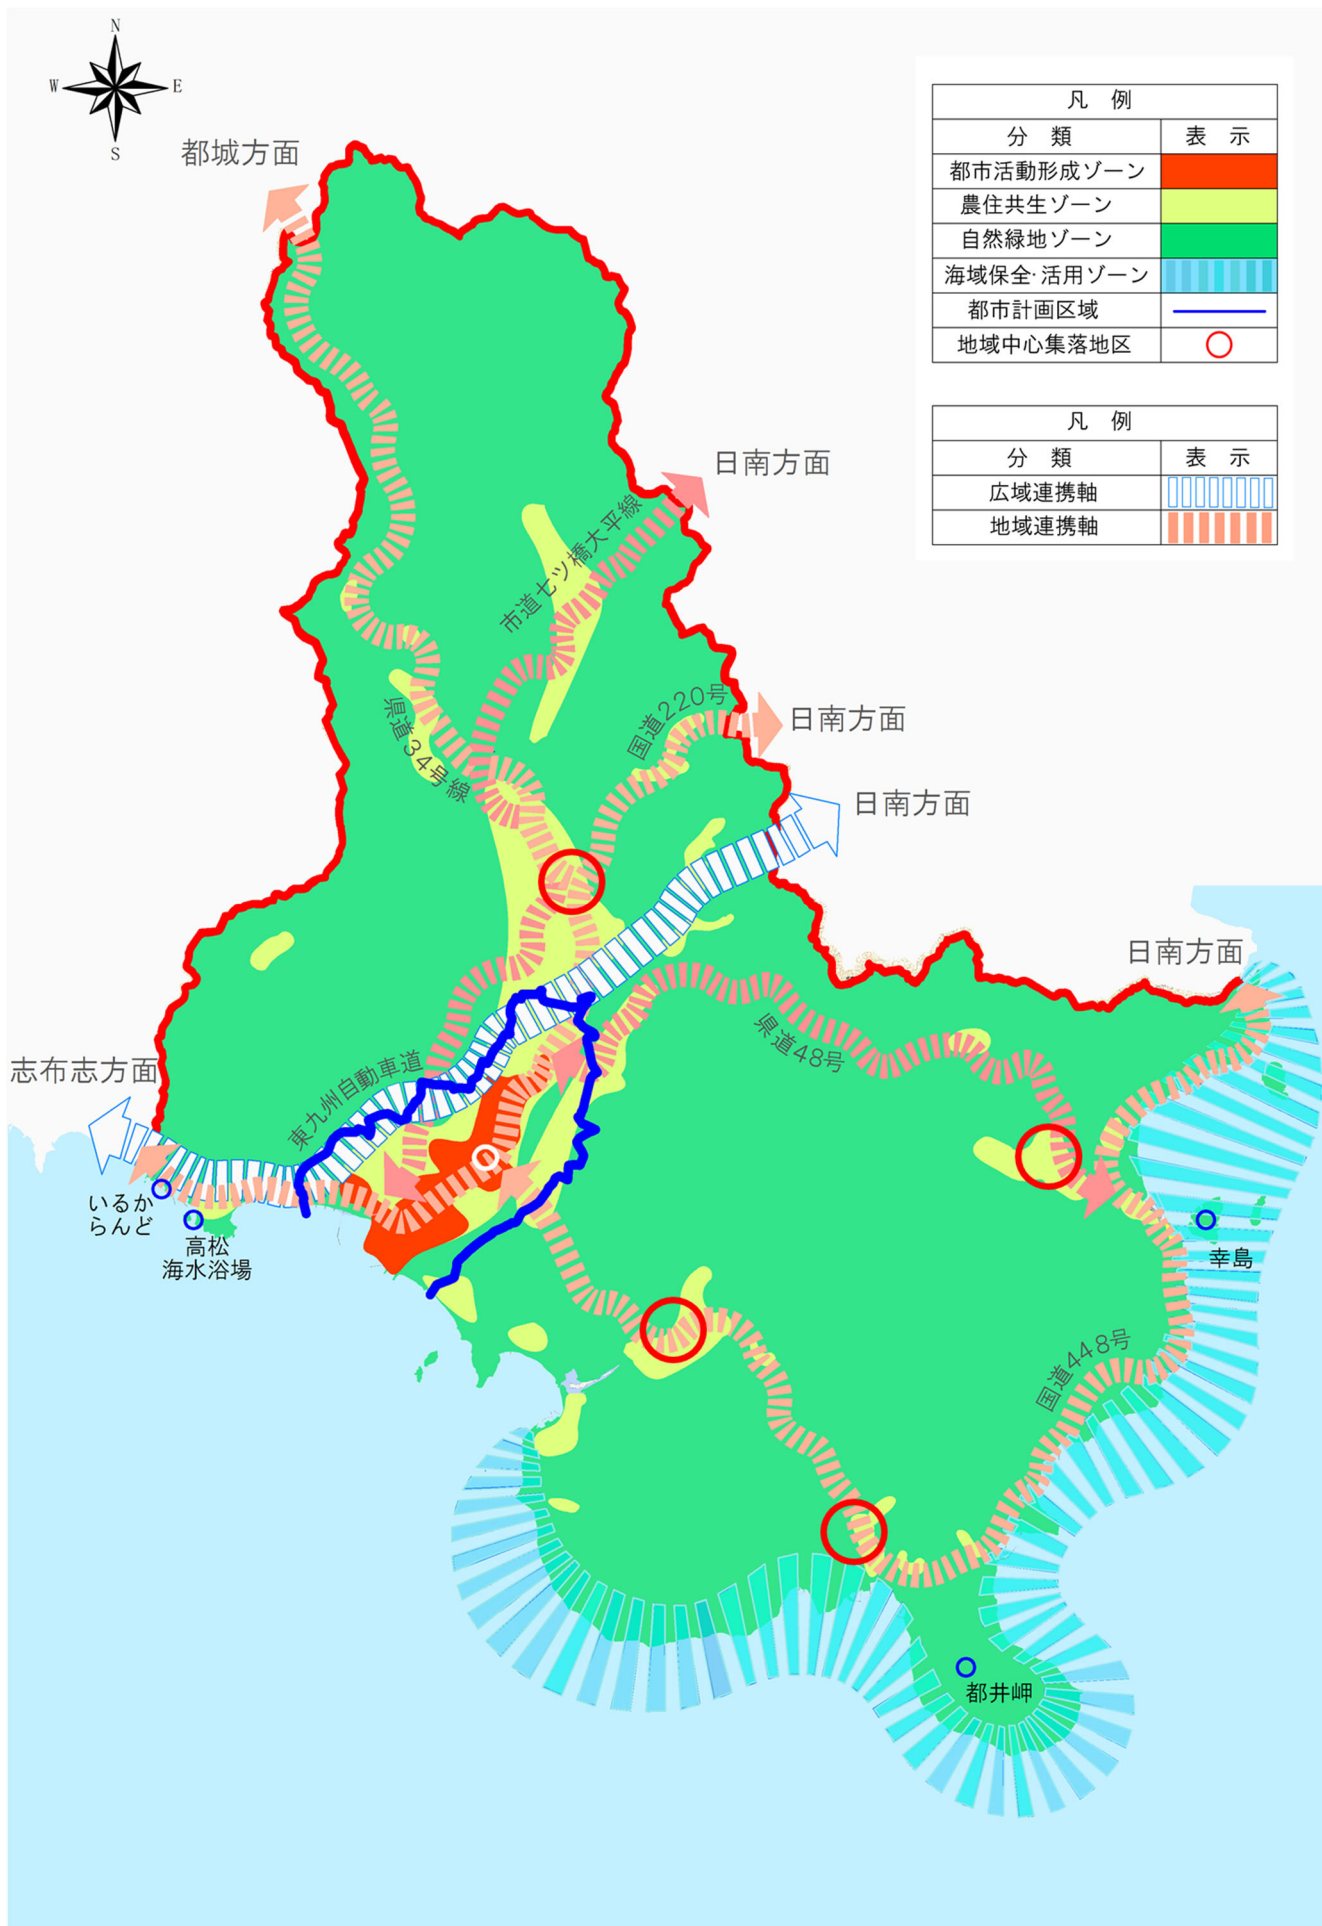 N
W
E
S
凡 例
分 類
表 示
都市活動形成ゾーン
農住共生ゾーン
自然緑地ゾーン
海域保全・活用ゾーン
都市計画区域
地域中心集落地区
凡 例
分 類
表 示
広域連携軸
地域連携軸
都城方面
日南方面
市道七ツ橋大平線
国道220号
日南方面
県道34号線
日南方面
日南方面
県道48号
東九州自動車道
志布志方面
いるか
らんど
高松
海水浴場
幸島
国道448号
都井岬